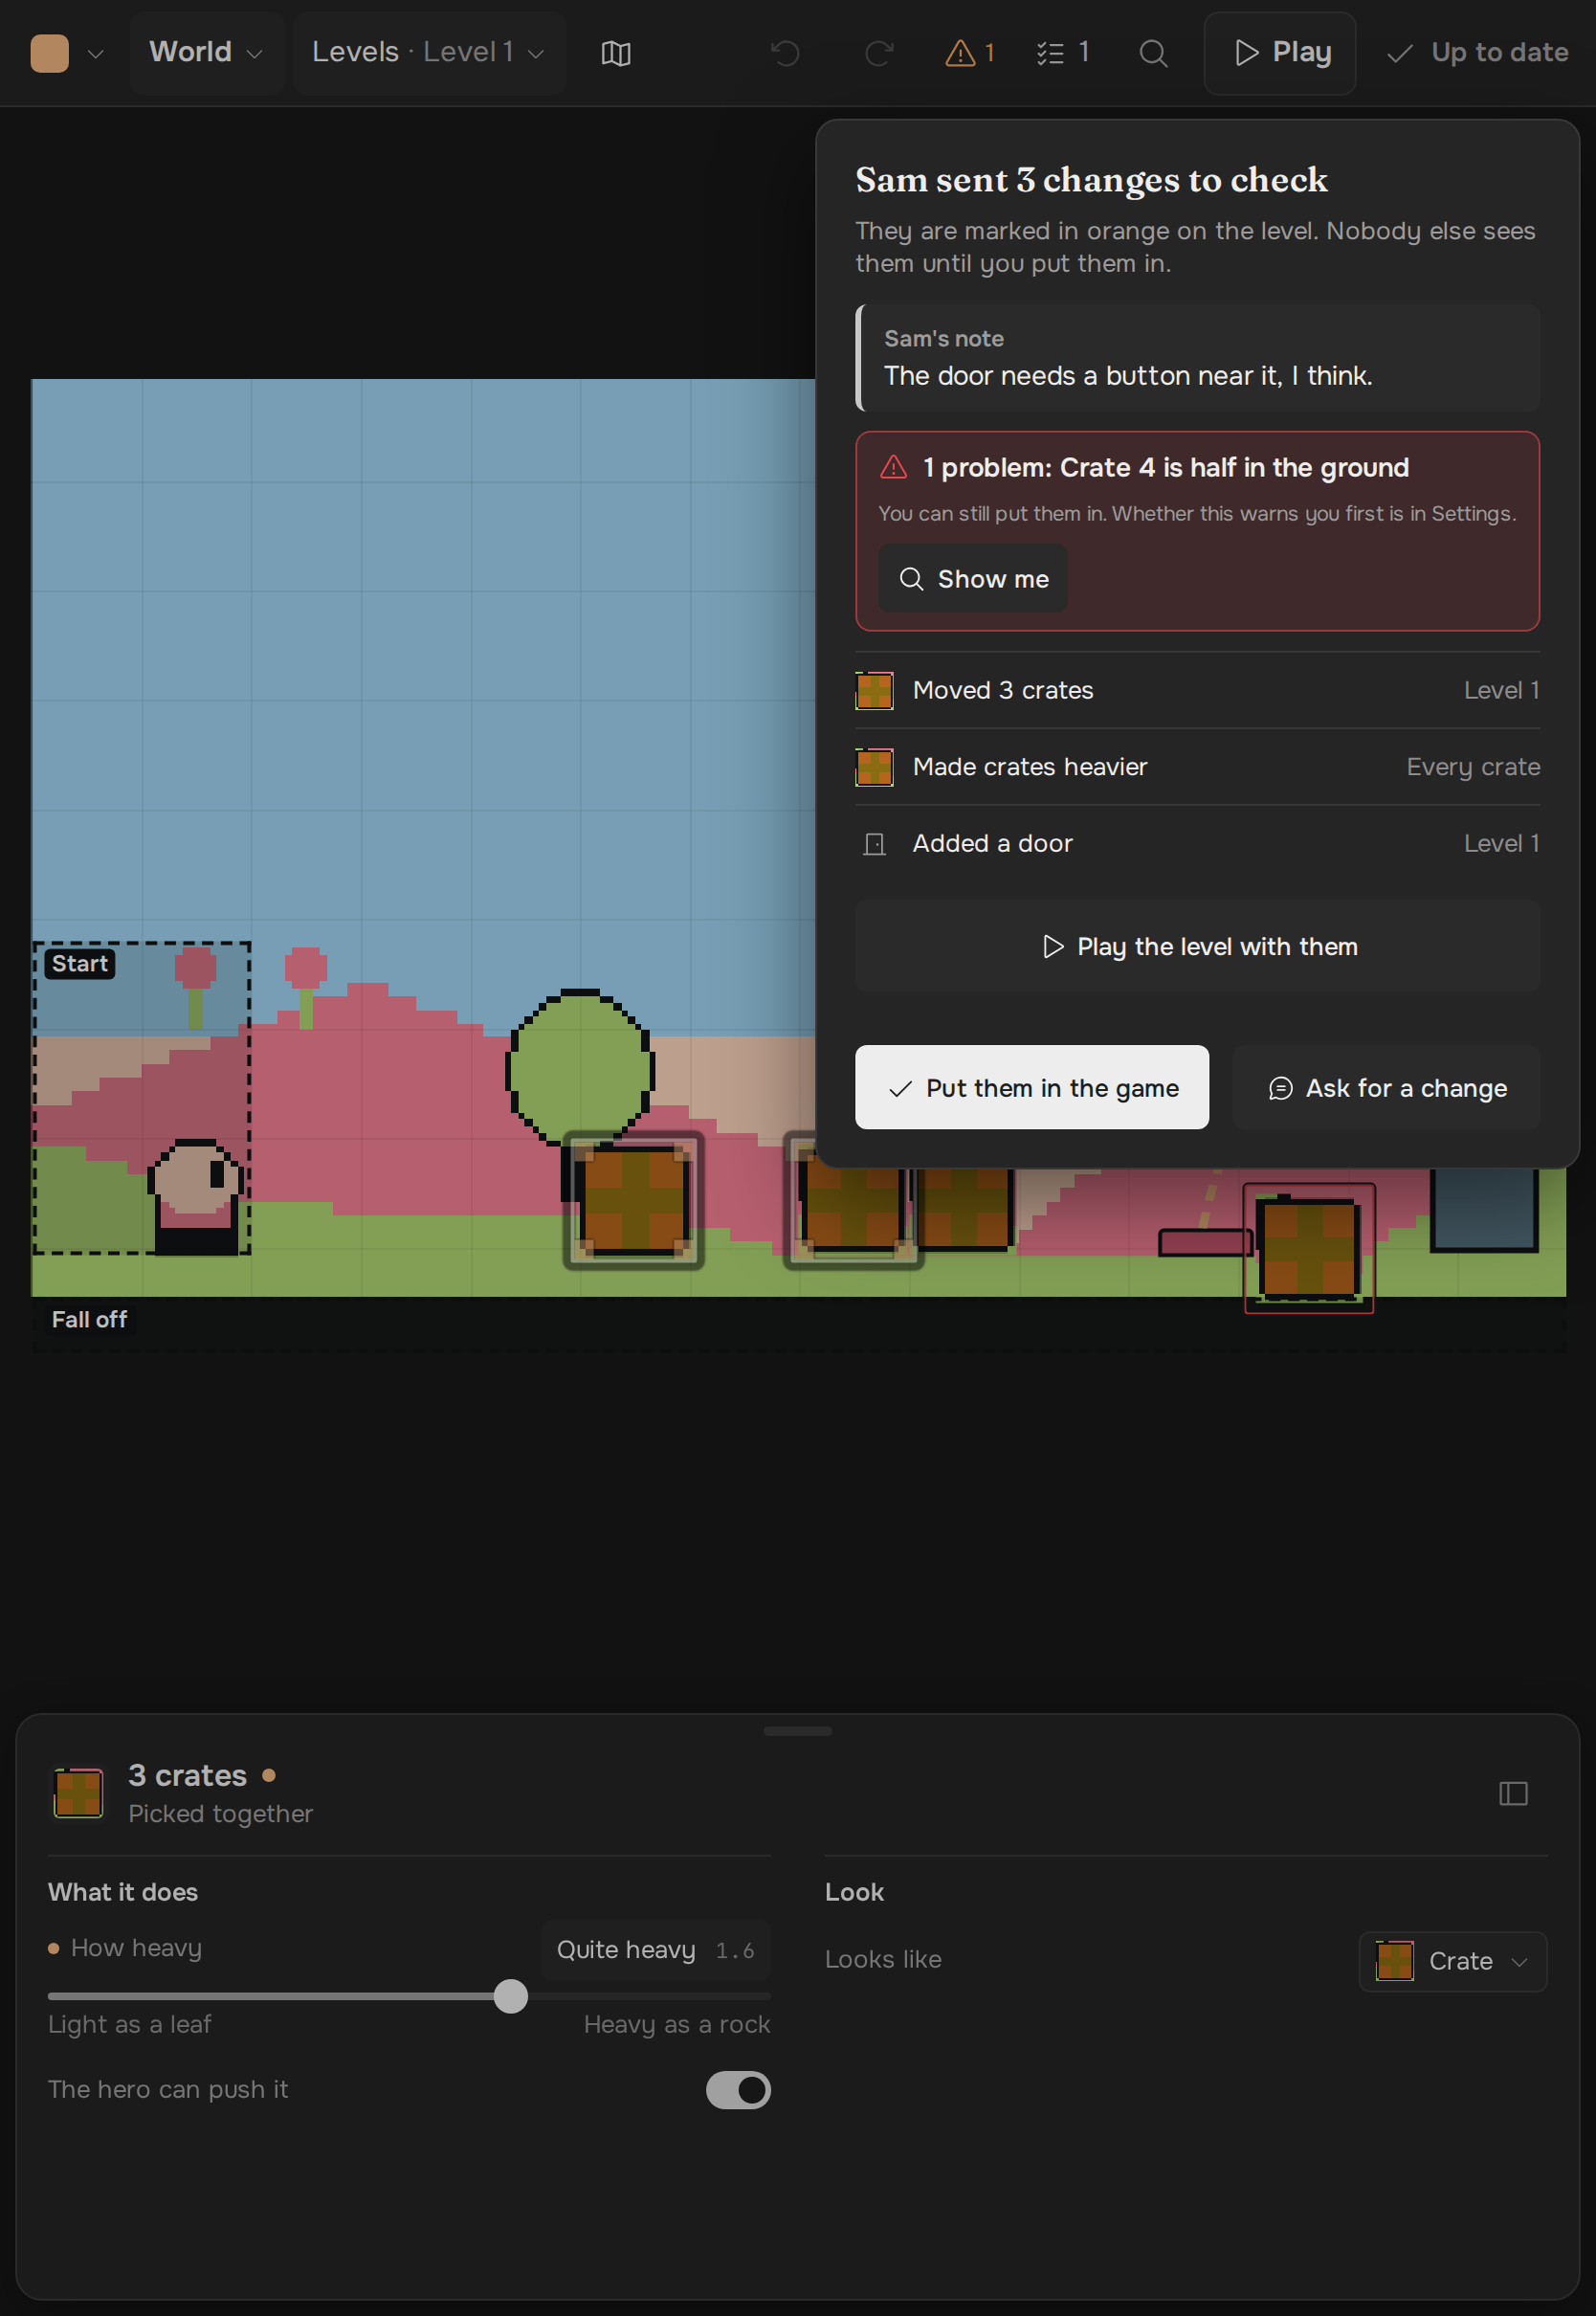 World
Levels · Level 1
1
1
Play
Up to date
Sam sent 3 changes to check
They are marked in orange on the level. Nobody else sees
them until you put them in.
Sam's note
The door needs a button near it, I think.
1 problem: Crate 4 is half in the ground
You can still put them in. Whether this warns you first is in Settings.
Show me
Moved 3 crates
Level 1
Made crates heavier
Every crate
Added a door
Level 1
Play the level with them
Put them in the game
Ask for a change
Start
Fall off
3 crates
Picked together
What it does
How heavy
Quite heavy 1.6
Light as a leaf
Heavy as a rock
The hero can push it
Look
Looks like
Crate